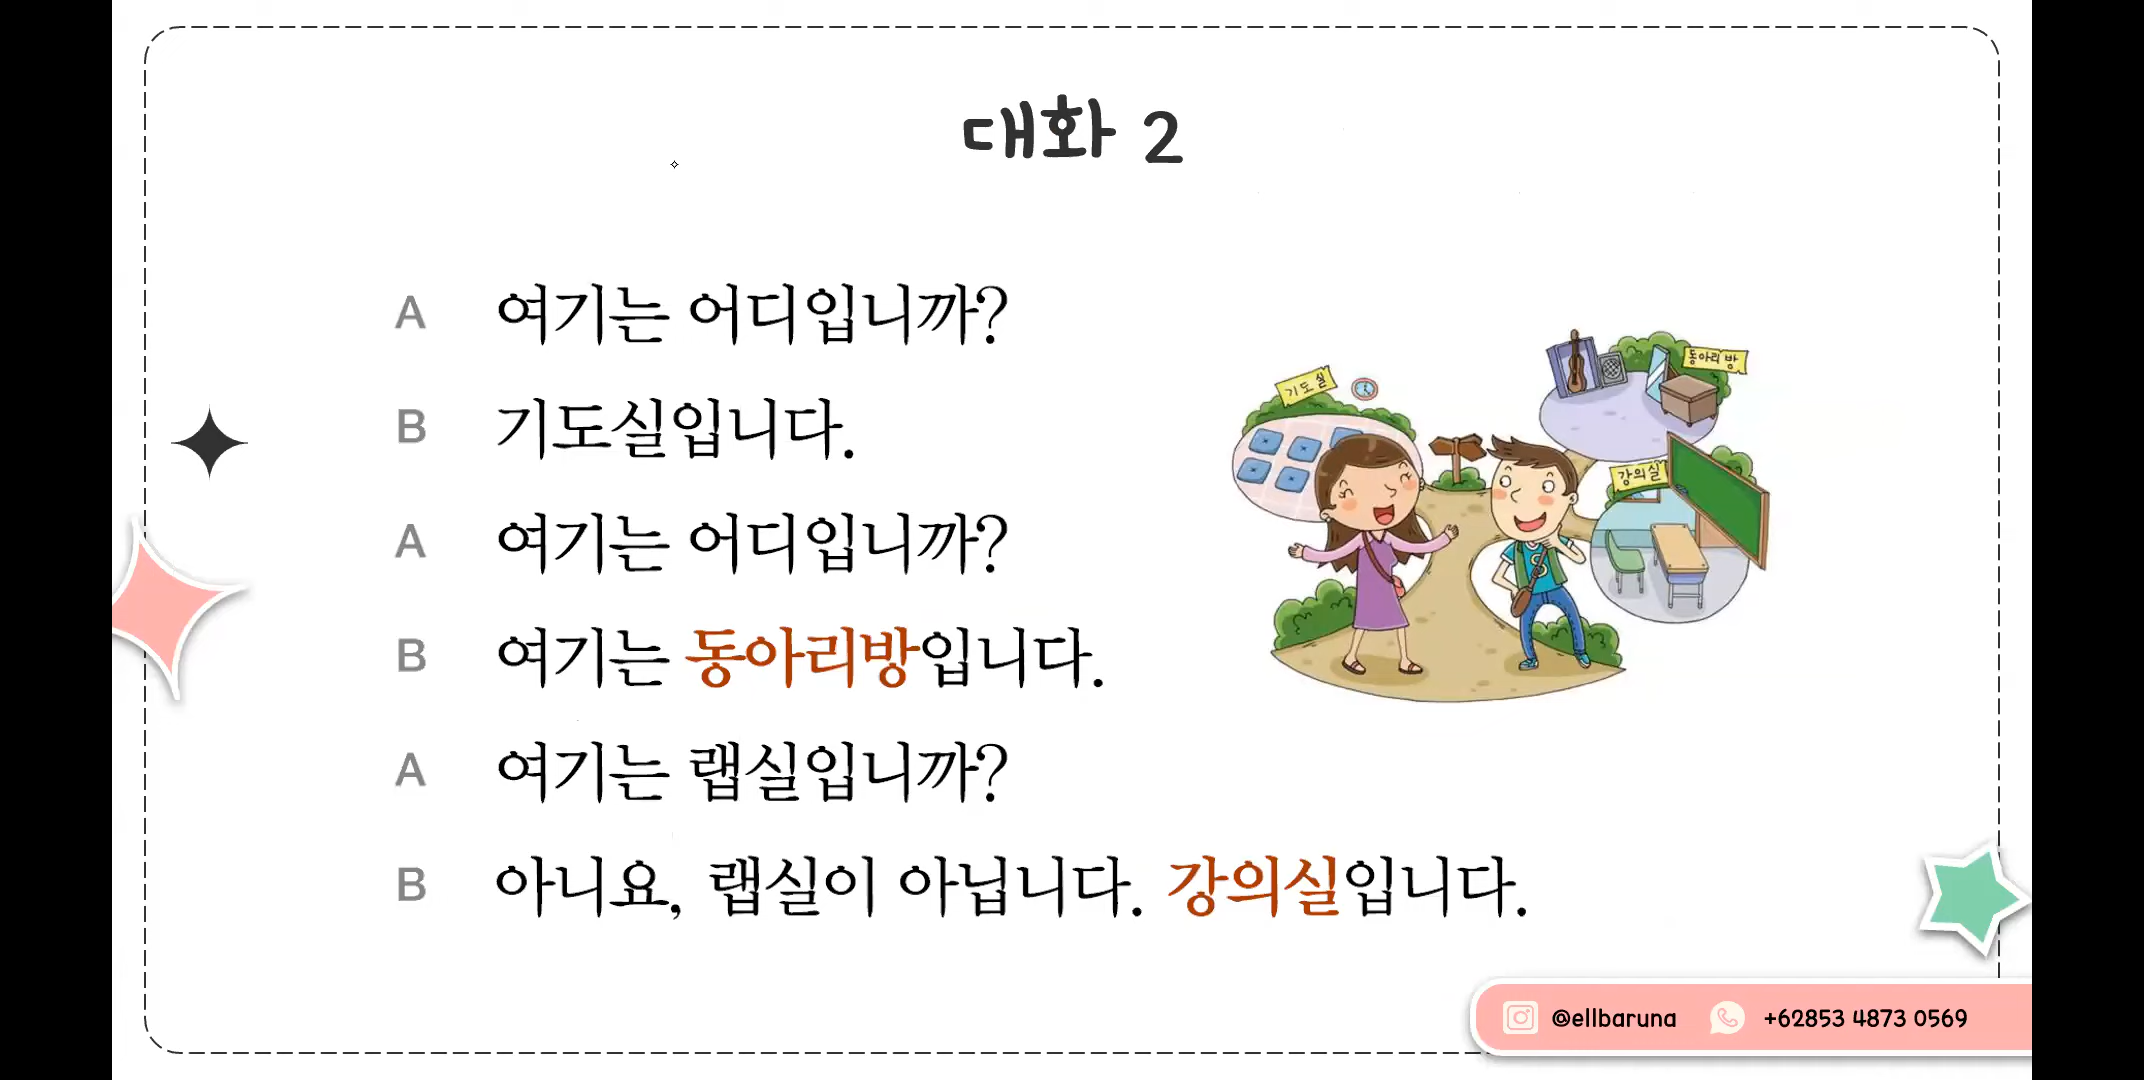 대화 2
A 여기는 어디입니까?
B 기도실입니다.
A 여기는 어디입니까?
B 여기는 동아리방입니다.
A 여기는 랩실입니까?
B 아니요, 랩실이 아닙니다. 강의실입니다.
기도실
동아리 방
강의실
@ellbaruna +62853 4873 0569